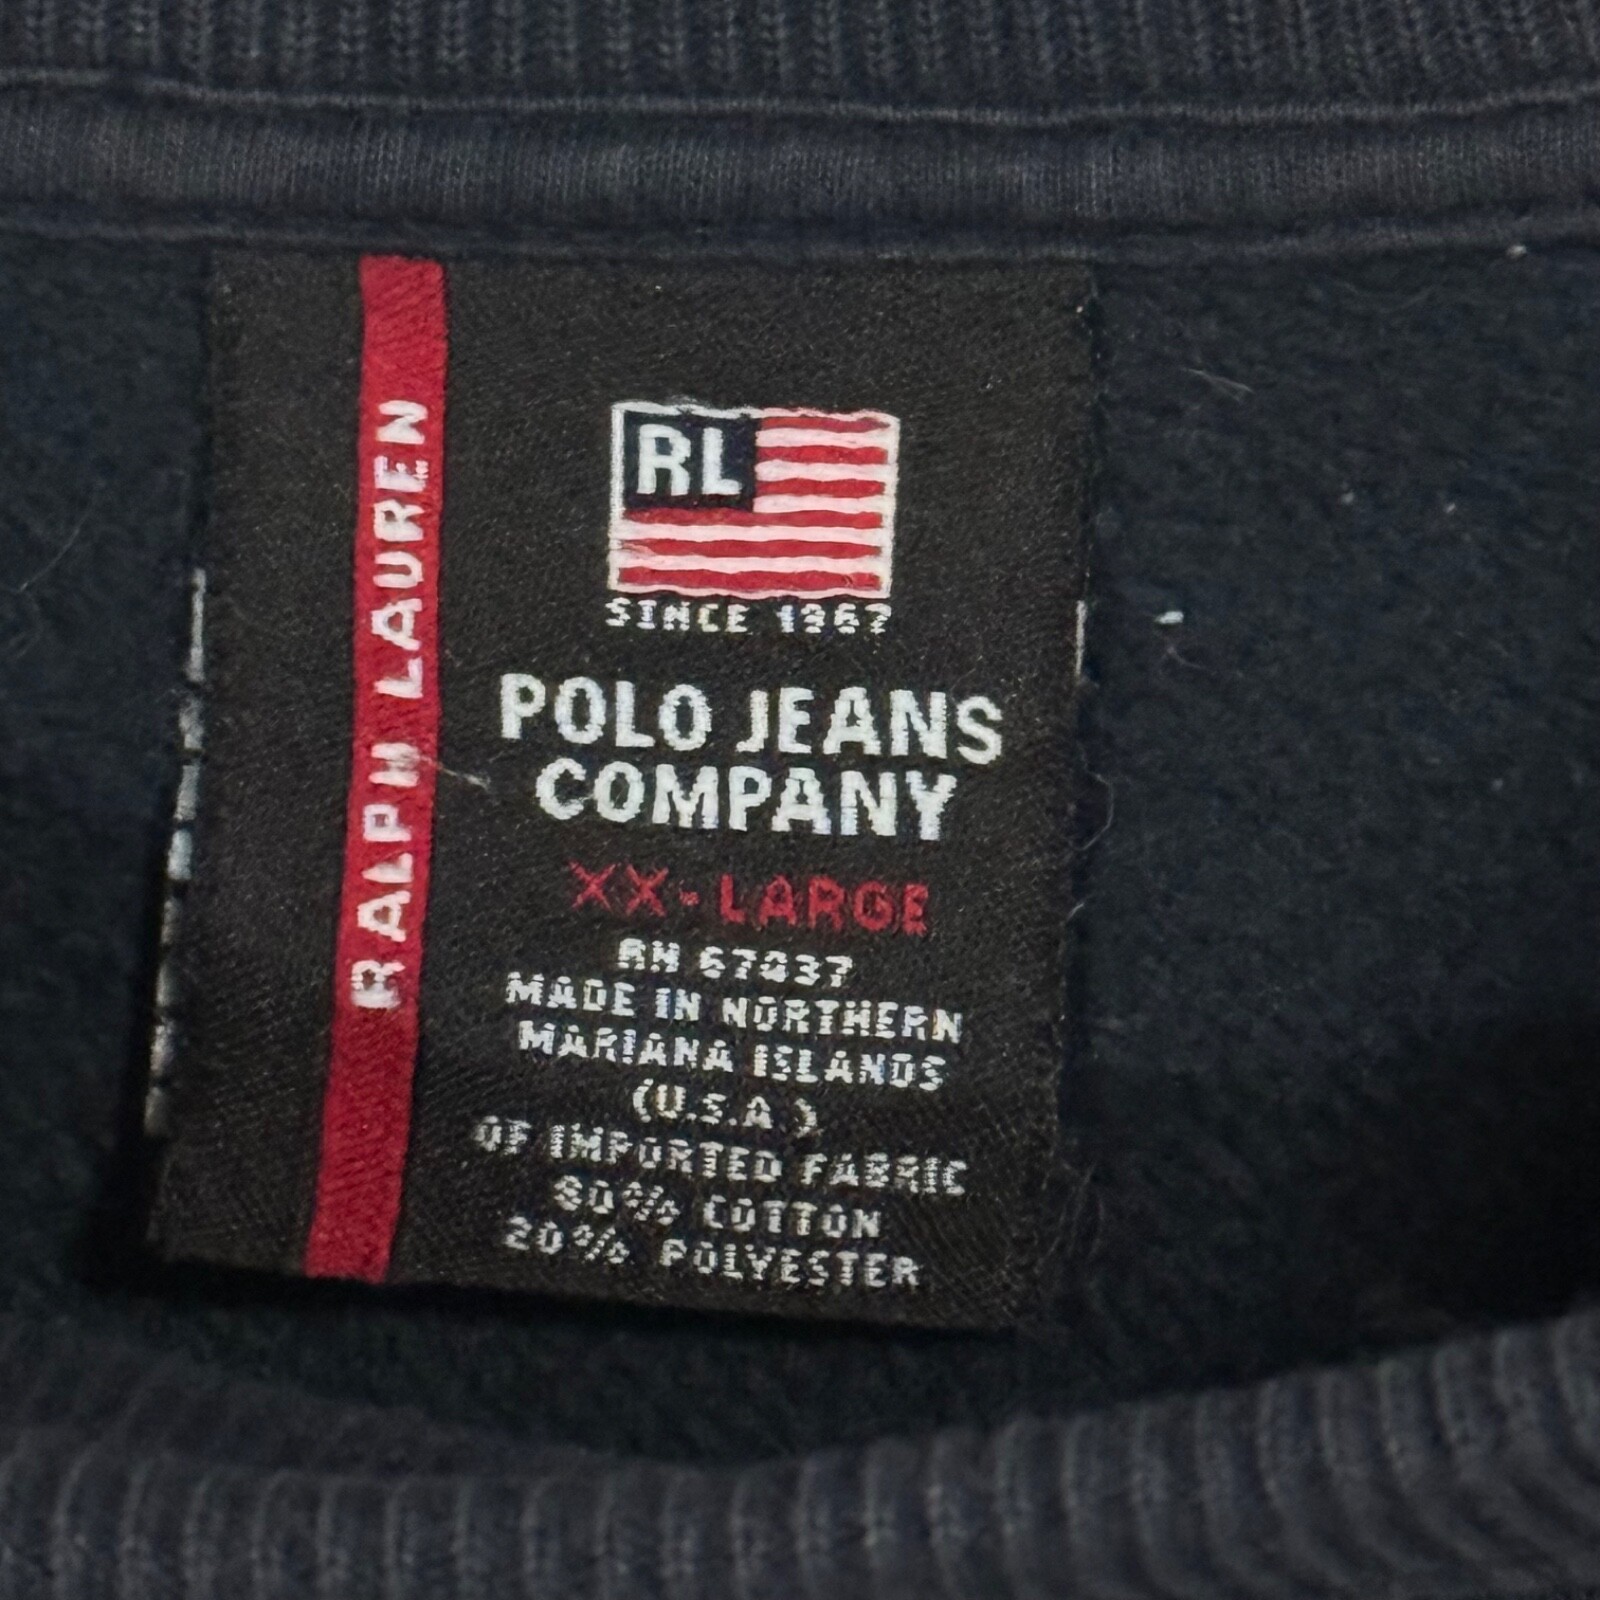 RALPH LAUREN
RL
SINCE 1967
POLO JEANS
COMPANY
XX-LARGE
RN 67037
MADE IN NORTHERN
MARIANA ISLANDS
(U.S.A.)
OF IMPORTED FABRIC
80% COTTON
20% POLYESTER